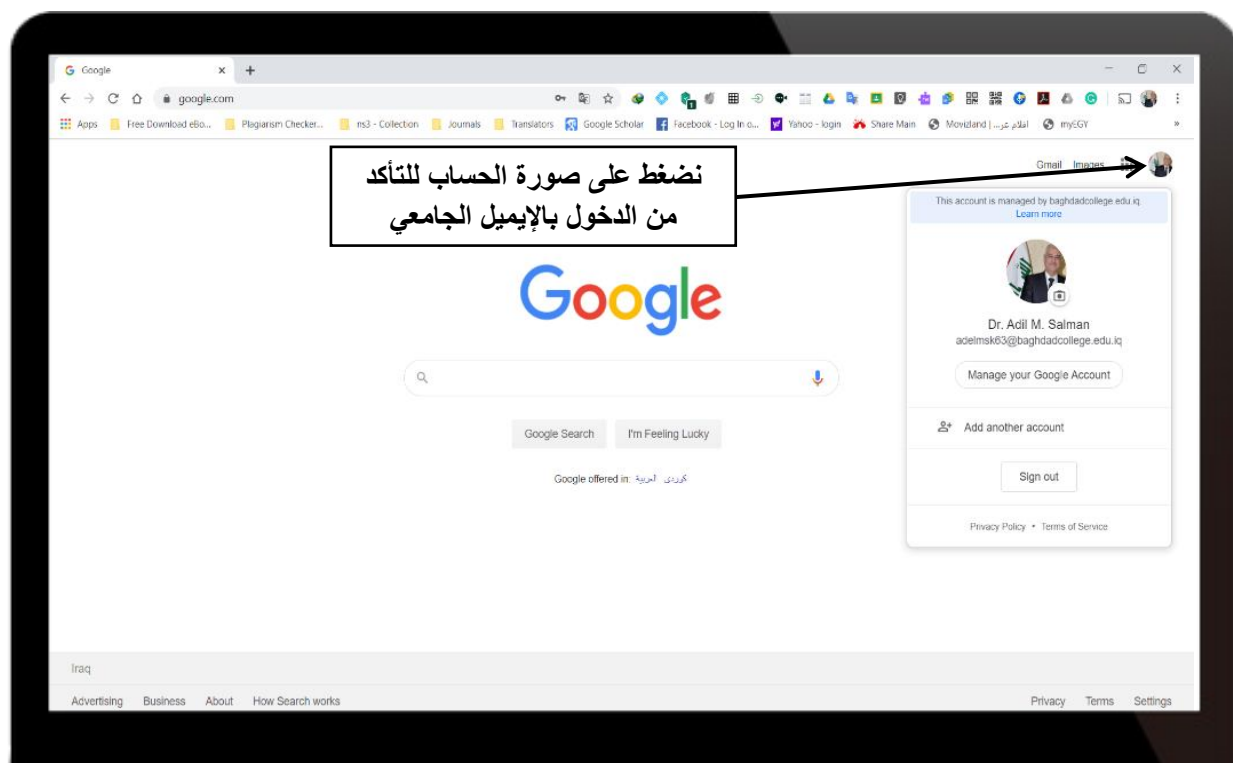 Google
google.com
Apps Free Download eBo... Plagiarism Checker... ns3 - Collection Journals Translators Google Scholar Facebook - Log In o... Yahoo - login Share Main Movizland | افلام عر... myEGY »
Gmail Images
نضغط على صورة الحساب للتأكد
من الدخول بالإيميل الجامعي
This account is managed by baghdadcollege.edu.iq.
Learn more
Google
Dr. Adil M. Salman
adelmsk63@baghdadcollege.edu.iq
Manage your Google Account
Google Search I'm Feeling Lucky
Add another account
Google offered in: العربية کوردی
Sign out
Privacy Policy • Terms of Service
Iraq
Advertising Business About How Search works Privacy Terms Settings